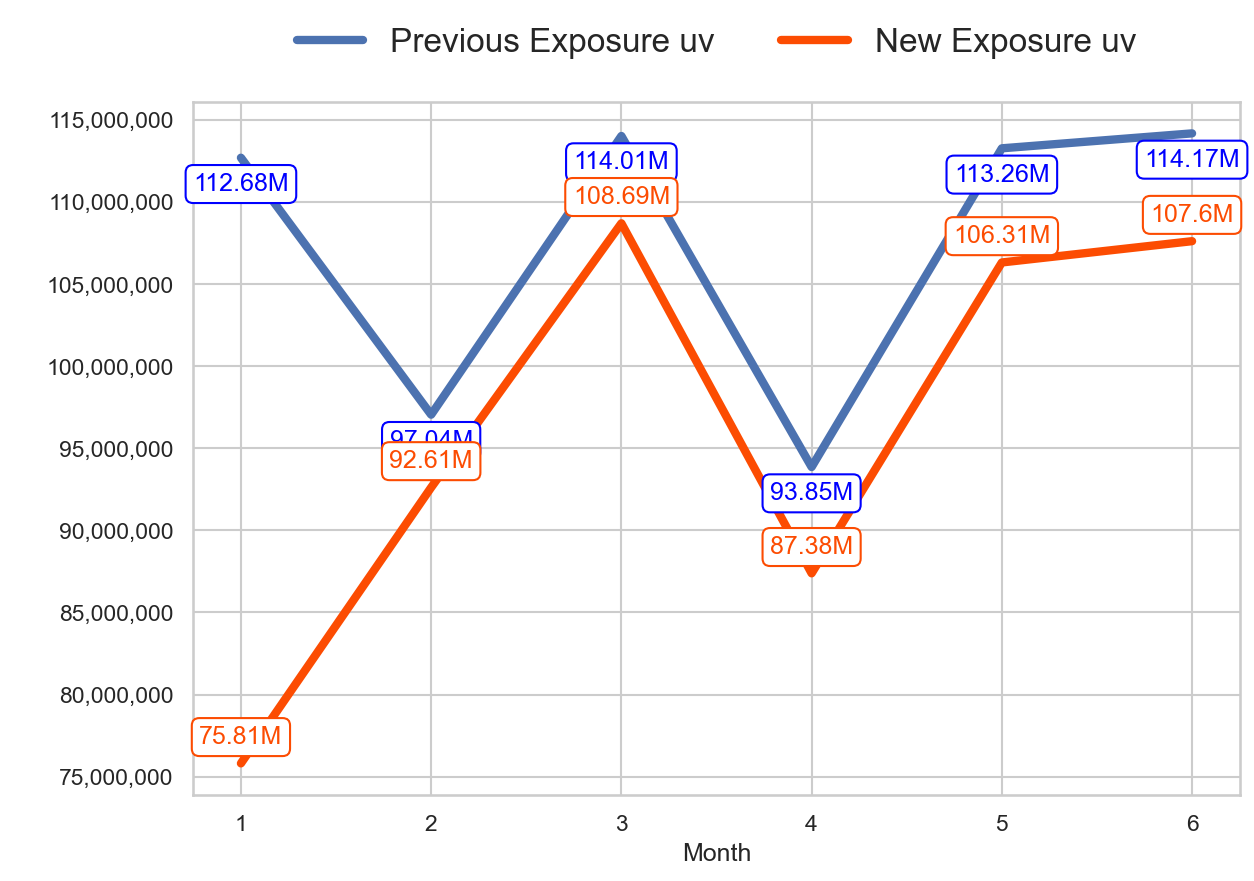 Previous Exposure uv New Exposure uv
115,000,000
110,000,000
105,000,000
100,000,000
95,000,000
90,000,000
85,000,000
80,000,000
75,000,000
112.68M
97.04M
114.01M
93.85M
113.26M
114.17M
75.81M
92.61M
108.69M
87.38M
106.31M
107.6M
1 2 3 4 5 6
Month